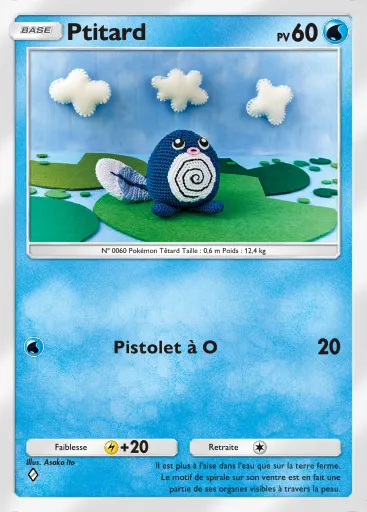 BASE Ptitard PV 60
N° 0060 Pokémon Têtard Taille : 0,6 m Poids : 12,4 kg
Pistolet à O 20
Faiblesse +20 Retraite
Illus. Asako Ito
Il est plus à l'aise dans l'eau que sur la terre ferme.
Le motif de spirale sur son ventre est en fait une
partie de ses organes visibles à travers la peau.